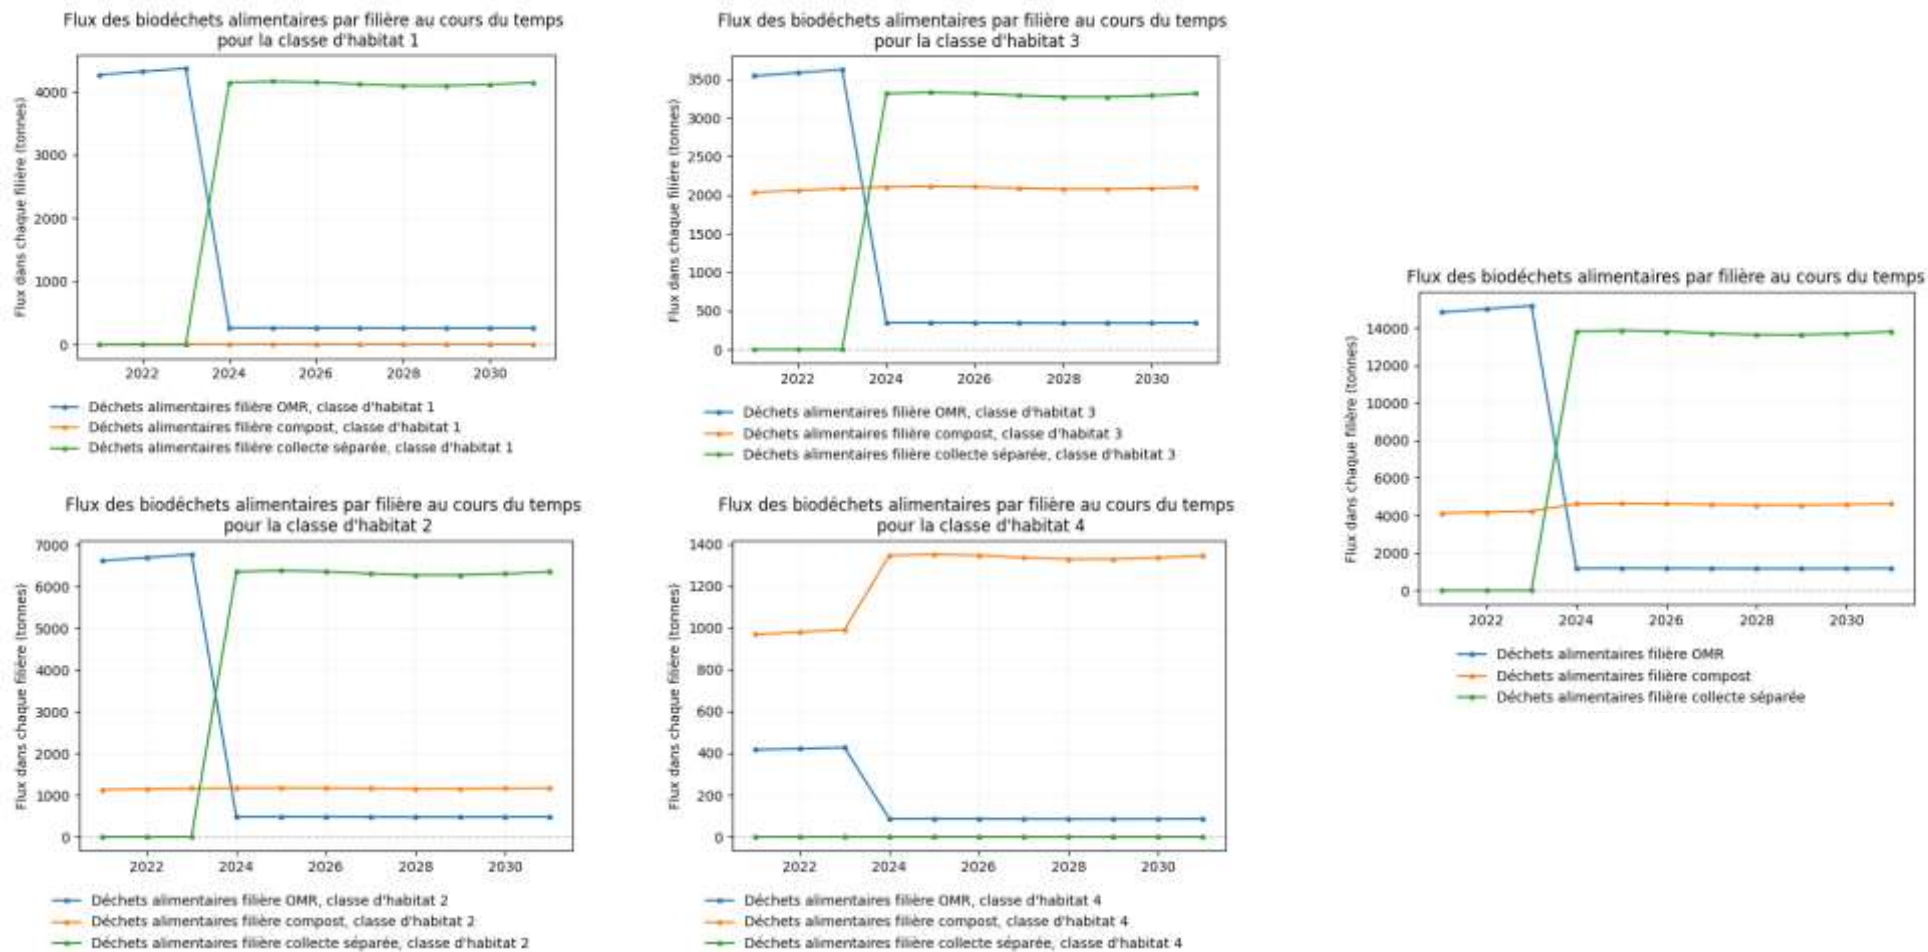 Flux des biodéchets alimentaires par filière au cours du temps
pour la classe d'habitat 1
Flux dans chaque filière (tonnes)
4000
3000
2000
1000
0
2022 2024 2026 2028 2030
Déchets alimentaires filière OMR, classe d'habitat 1
Déchets alimentaires filière compost, classe d'habitat 1
Déchets alimentaires filière collecte séparée, classe d'habitat 1
Flux des biodéchets alimentaires par filière au cours du temps
pour la classe d'habitat 3
Flux dans chaque filière (tonnes)
3500
3000
2500
2000
1500
1000
500
0
2022 2024 2026 2028 2030
Déchets alimentaires filière OMR, classe d'habitat 3
Déchets alimentaires filière compost, classe d'habitat 3
Déchets alimentaires filière collecte séparée, classe d'habitat 3
Flux des biodéchets alimentaires par filière au cours du temps
pour la classe d'habitat 2
Flux dans chaque filière (tonnes)
7000
6000
5000
4000
3000
2000
1000
0
2022 2024 2026 2028 2030
Déchets alimentaires filière OMR, classe d'habitat 2
Déchets alimentaires filière compost, classe d'habitat 2
Déchets alimentaires filière collecte séparée, classe d'habitat 2
Flux des biodéchets alimentaires par filière au cours du temps
pour la classe d'habitat 4
Flux dans chaque filière (tonnes)
1400
1200
1000
800
600
400
200
0
2022 2024 2026 2028 2030
Déchets alimentaires filière OMR, classe d'habitat 4
Déchets alimentaires filière compost, classe d'habitat 4
Déchets alimentaires filière collecte séparée, classe d'habitat 4
Flux des biodéchets alimentaires par filière au cours du temps
Flux dans chaque filière (tonnes)
14000
12000
10000
8000
6000
4000
2000
0
2022 2024 2026 2028 2030
Déchets alimentaires filière OMR
Déchets alimentaires filière compost
Déchets alimentaires filière collecte séparée